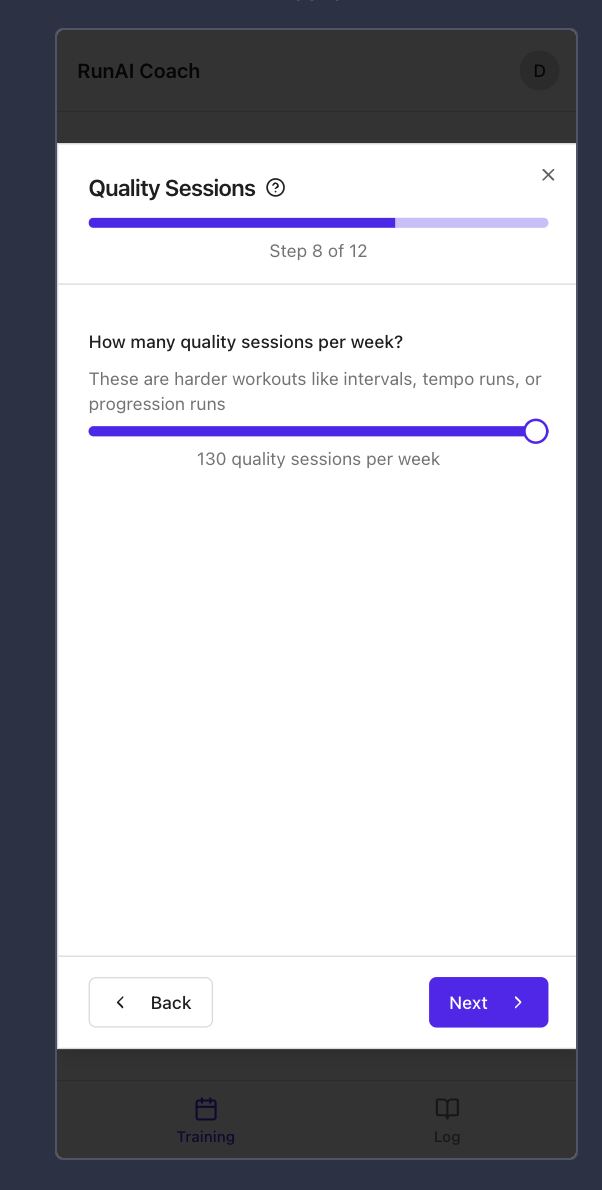 RunAI Coach
D
Quality Sessions
Step 8 of 12
How many quality sessions per week?
These are harder workouts like intervals, tempo runs, or
progression runs
130 quality sessions per week
Back
Next
Training
Log